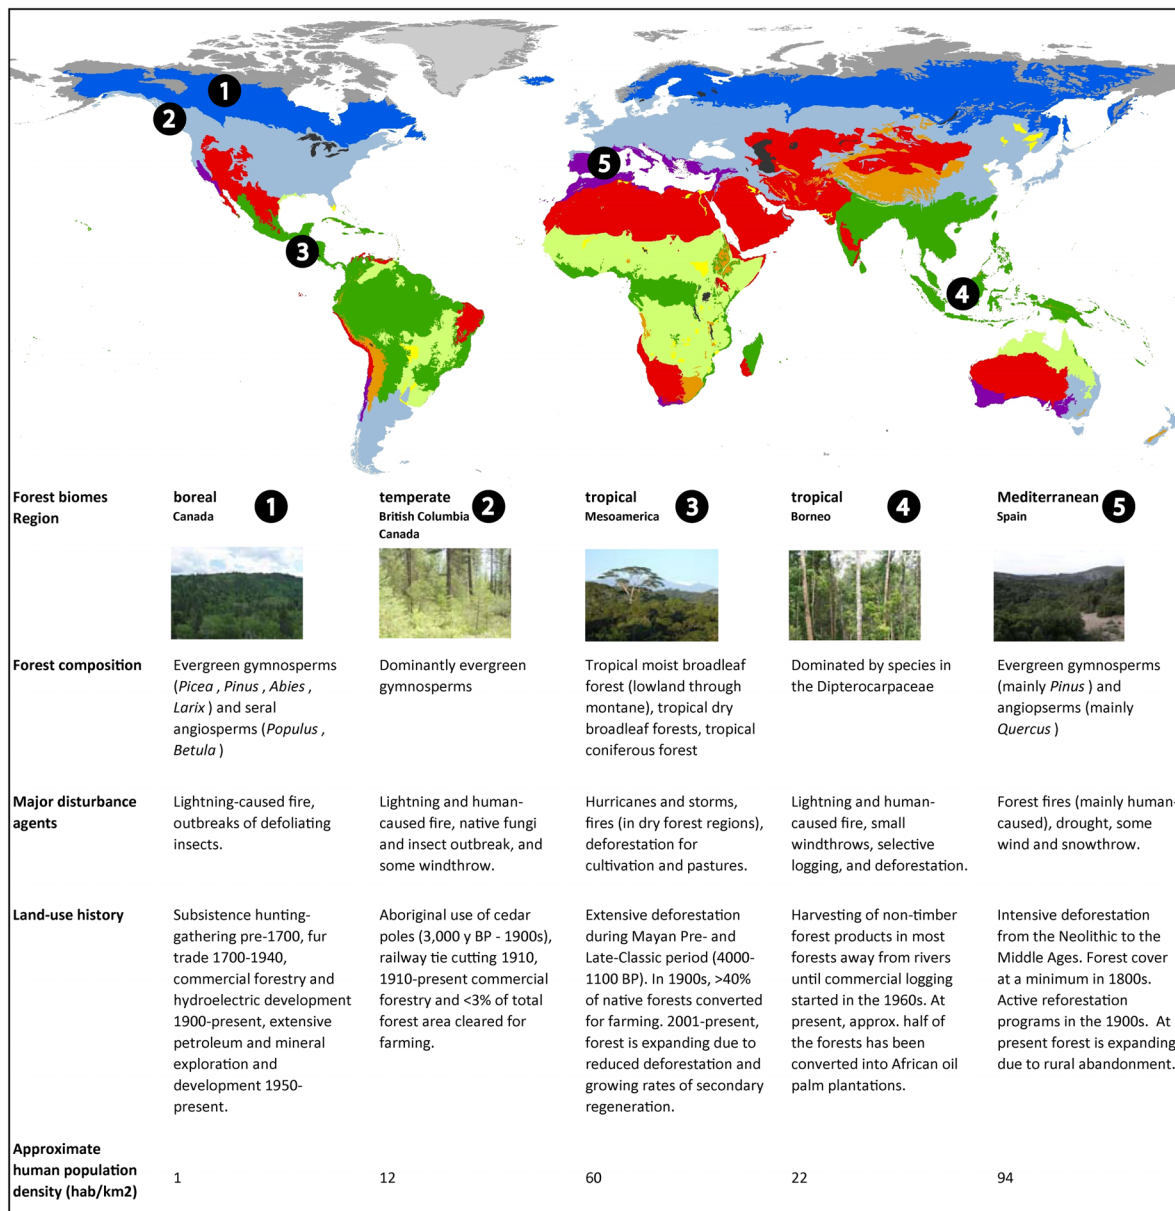 1
2
3
4
5
Forest biomes
Region
boreal
Canada
1
temperate
British Columbia
Canada
2
tropical
Mesoamerica
3
tropical
Borneo
4
Mediterranean
Spain
5
Forest composition
Evergreen gymnosperms
(Picea , Pinus , Abies ,
Larix ) and seral
angiosperms (Populus ,
Betula )
Dominantly evergreen
gymnosperms
Tropical moist broadleaf
forest (lowland through
montane), tropical dry
broadleaf forests, tropical
coniferous forest
Dominated by species in
the Dipterocarpaceae
Evergreen gymnosperms
(mainly Pinus ) and
angiopserms (mainly
Quercus )
Major disturbance
agents
Lightning-caused fire,
outbreaks of defoliating
insects.
Lightning and human-
caused fire, native fungi
and insect outbreak, and
some windthrow.
Hurricanes and storms,
fires (in dry forest regions),
deforestation for
cultivation and pastures.
Lightning and human-
caused fire, small
windthrows, selective
logging, and deforestation.
Forest fires (mainly human-
caused), drought, some
wind and snowthrow.
Land-use history
Subsistence hunting-
gathering pre-1700, fur
trade 1700-1940,
commercial forestry and
hydroelectric development
1900-present, extensive
petroleum and mineral
exploration and
development 1950-
present.
Aboriginal use of cedar
poles (3,000 y BP - 1900s),
railway tie cutting 1910,
1910-present commercial
forestry and <3% of total
forest area cleared for
farming.
Extensive deforestation
during Mayan Pre- and
Late-Classic period (4000-
1100 BP). In 1900s, >40%
of native forests converted
for farming. 2001-present,
forest is expanding due to
reduced deforestation and
growing rates of secondary
regeneration.
Harvesting of non-timber
forest products in most
forests away from rivers
until commercial logging
started in the 1960s. At
present, approx. half of
the forests has been
converted into African oil
palm plantations.
Intensive deforestation
from the Neolithic to the
Middle Ages. Forest cover
at a minimum in 1800s.
Active reforestation
programs in the 1900s.  At
present forest is expanding
due to rural abandonment.
Approximate
human population
density (hab/km2)
1
12
60
22
94